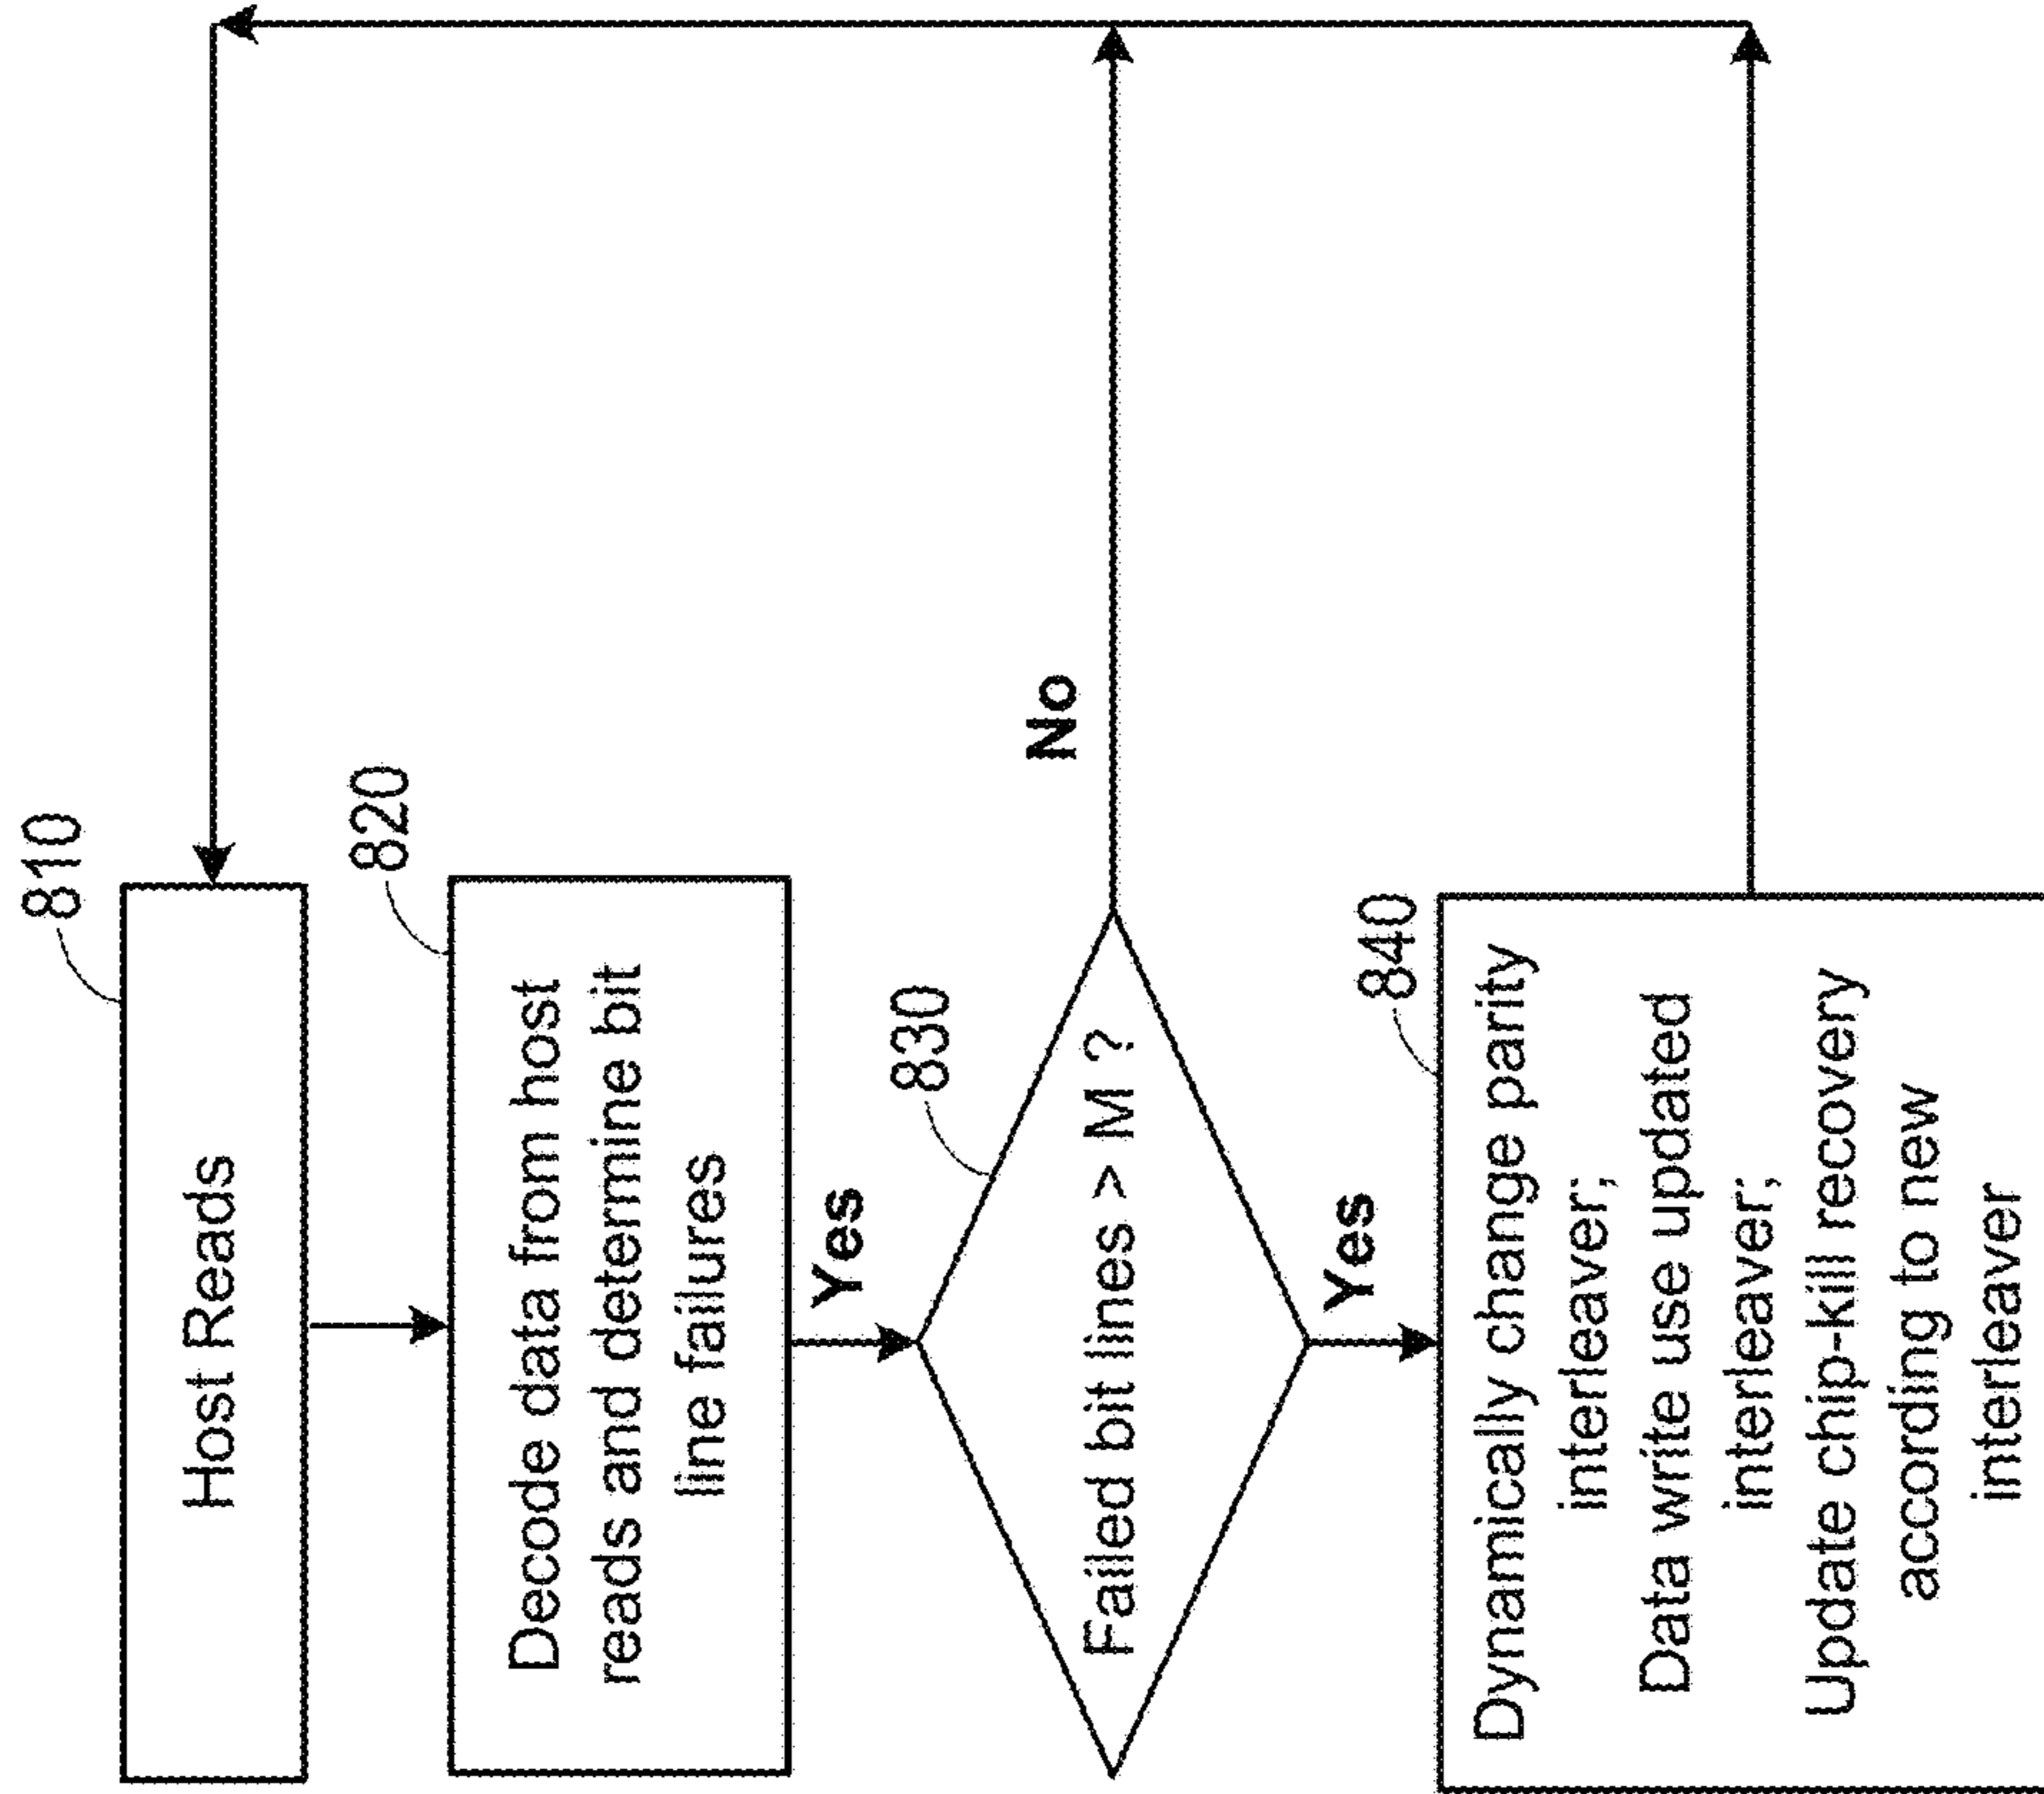 810
Host Reads
820
Decode data from host
reads and determine bit
line failures
Yes
830
Failed bit lines > M ?
No
Yes
840
Dynamically change parity
interleaver;
Data write use updated
interleaver;
Update chip-kill recovery
according to new
interleaver